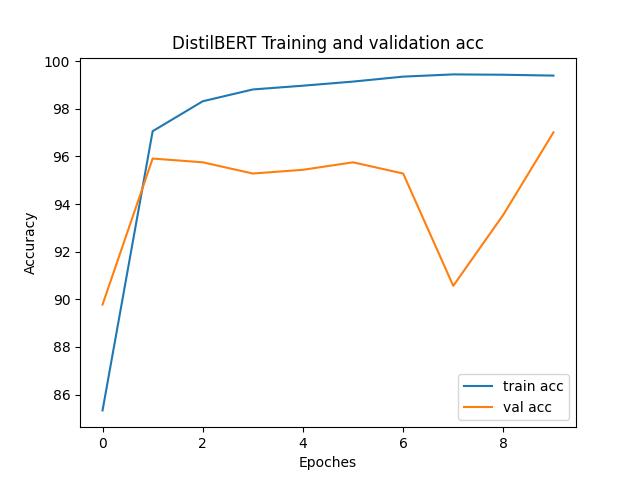 DistilBERT Training and validation acc
100
98
96
94
92
90
88
86
Accuracy
0
2
4
6
8
Epoches
train acc
val acc